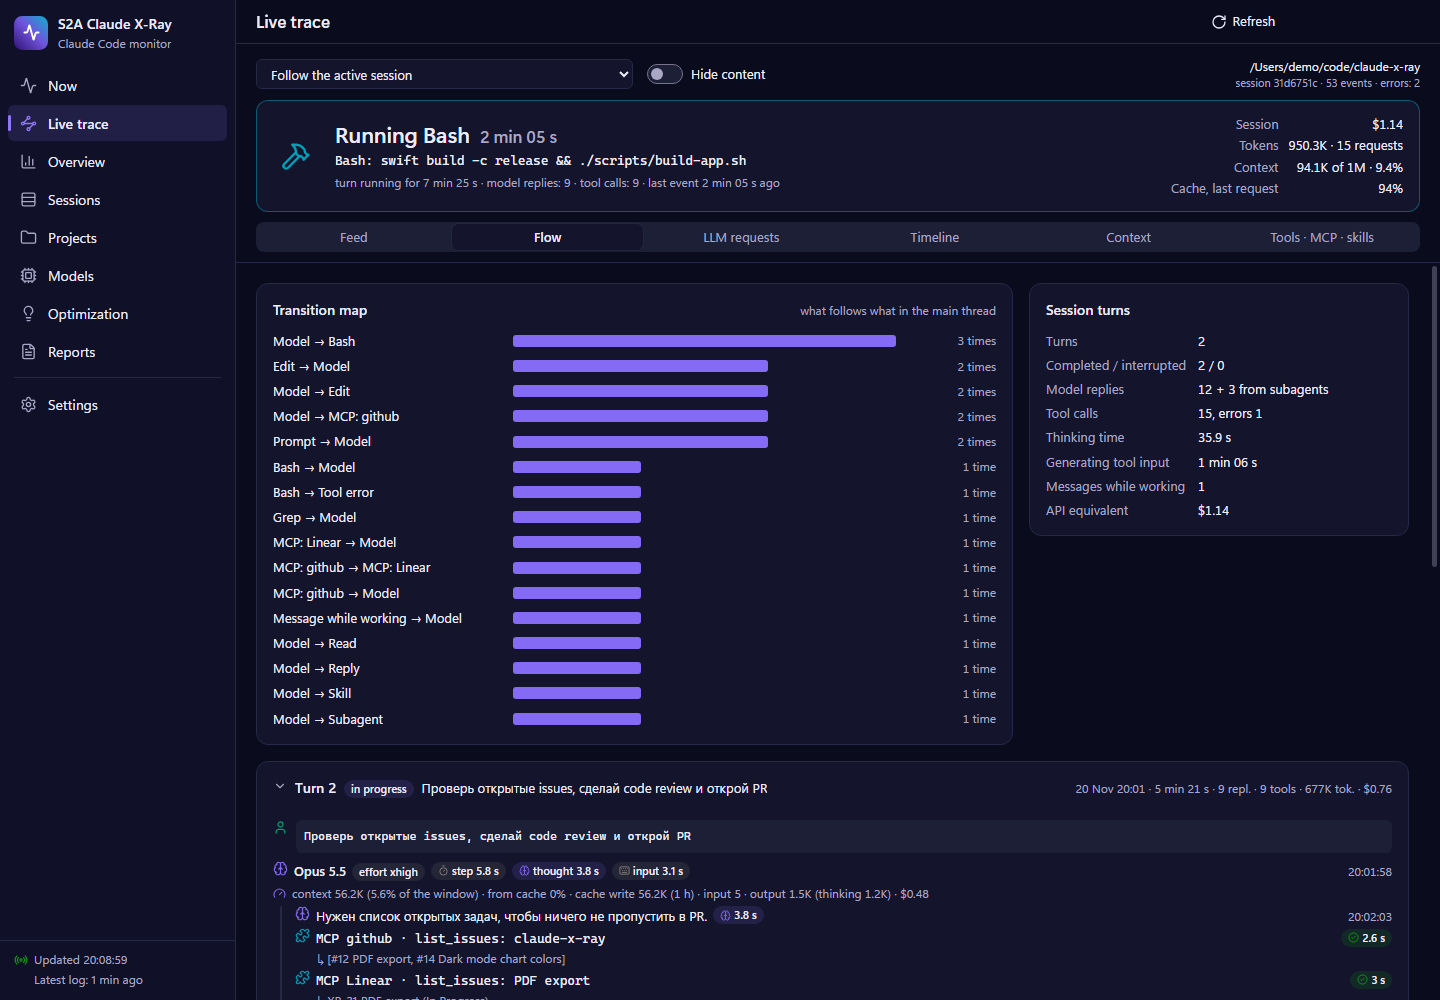 S2A Claude X-Ray
Claude Code monitor
Now
Live trace
Overview
Sessions
Projects
Models
Optimization
Reports
Settings
Updated 20:08:59
Latest log: 1 min ago
Live trace
Refresh
Follow the active session
Hide content
/Users/demo/code/claude-x-ray
session 31d6751c · 53 events · errors: 2
Running Bash 2 min 05 s
Bash: swift build -c release && ./scripts/build-app.sh
turn running for 7 min 25 s · model replies: 9 · tool calls: 9 · last event 2 min 05 s ago
Session $1.14
Tokens 950.3K · 15 requests
Context 94.1K of 1M · 9.4%
Cache, last request 94%
Feed
Flow
LLM requests
Timeline
Context
Tools · MCP · skills
Transition map
what follows what in the main thread
Model → Bash 3 times
Edit → Model 2 times
Model → Edit 2 times
Model → MCP: github 2 times
Prompt → Model 2 times
Bash → Model 1 time
Bash → Tool error 1 time
Grep → Model 1 time
MCP: Linear → Model 1 time
MCP: github → MCP: Linear 1 time
MCP: github → Model 1 time
Message while working → Model 1 time
Model → Read 1 time
Model → Reply 1 time
Model → Skill 1 time
Model → Subagent 1 time
Session turns
Turns 2
Completed / interrupted 2 / 0
Model replies 12 + 3 from subagents
Tool calls 15, errors 1
Thinking time 35.9 s
Generating tool input 1 min 06 s
Messages while working 1
API equivalent $1.14
Turn 2 in progress Проверь открытые issues, сделай code review и открой PR
20 Nov 20:01 · 5 min 21 s · 9 repl. · 9 tools · 677K tok. · $0.76
Проверь открытые issues, сделай code review и открой PR
Opus 5.5 effort xhigh step 5.8 s thought 3.8 s input 3.1 s 20:01:58
context 56.2K (5.6% of the window) · from cache 0% · cache write 56.2K (1 h) · input 5 · output 1.5K (thinking 1.2K) · $0.48
Нужен список открытых задач, чтобы ничего не пропустить в PR. 3.8 s 20:02:03
MCP github · list_issues: claude-x-ray 2.6 s
↳ [#12 PDF export, #14 Dark mode chart colors]
MCP Linear · list_issues: PDF export 3 s